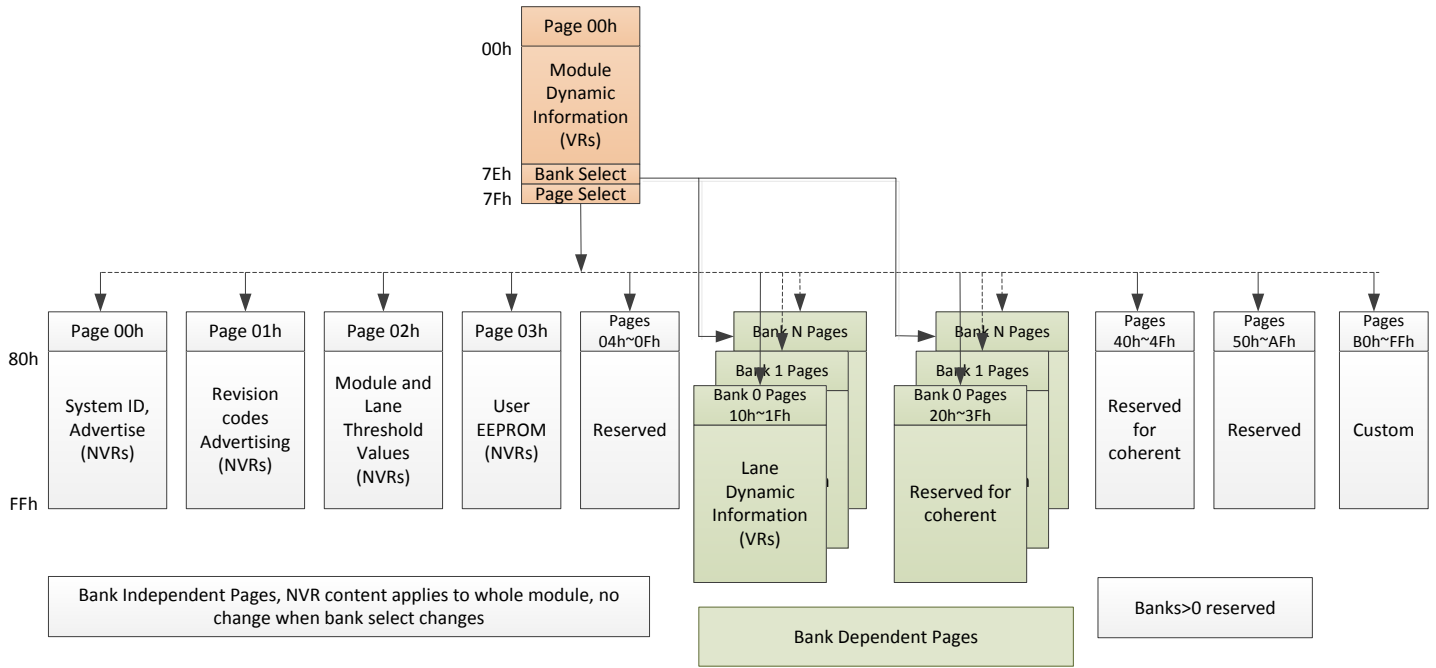 Page 00h
00h
Module
Dynamic
Information
(VRs)
7Eh
Bank Select
7Fh
Page Select
Page 00h
Page 01h
Page 02h
Page 03h
Pages
04h~0Fh
Bank N Pages
Bank N Pages
Pages
40h~4Fh
Pages
50h~AFh
Pages
B0h~FFh
80h
Bank 1 Pages
Bank 1 Pages
Bank 0 Pages
10h~1Fh
Bank 0 Pages
20h~3Fh
System ID,
Advertise
(NVRs)
Revision
codes
Advertising
(NVRs)
Module and
Lane
Threshold
Values
(NVRs)
User
EEPROM
(NVRs)
Reserved
Lane
Dynamic
Information
(VRs)
Reserved for
coherent
Reserved
for
coherent
Reserved
Custom
FFh
Bank Independent Pages, NVR content applies to whole module, no
change when bank select changes
Bank Dependent Pages
Banks>0 reserved